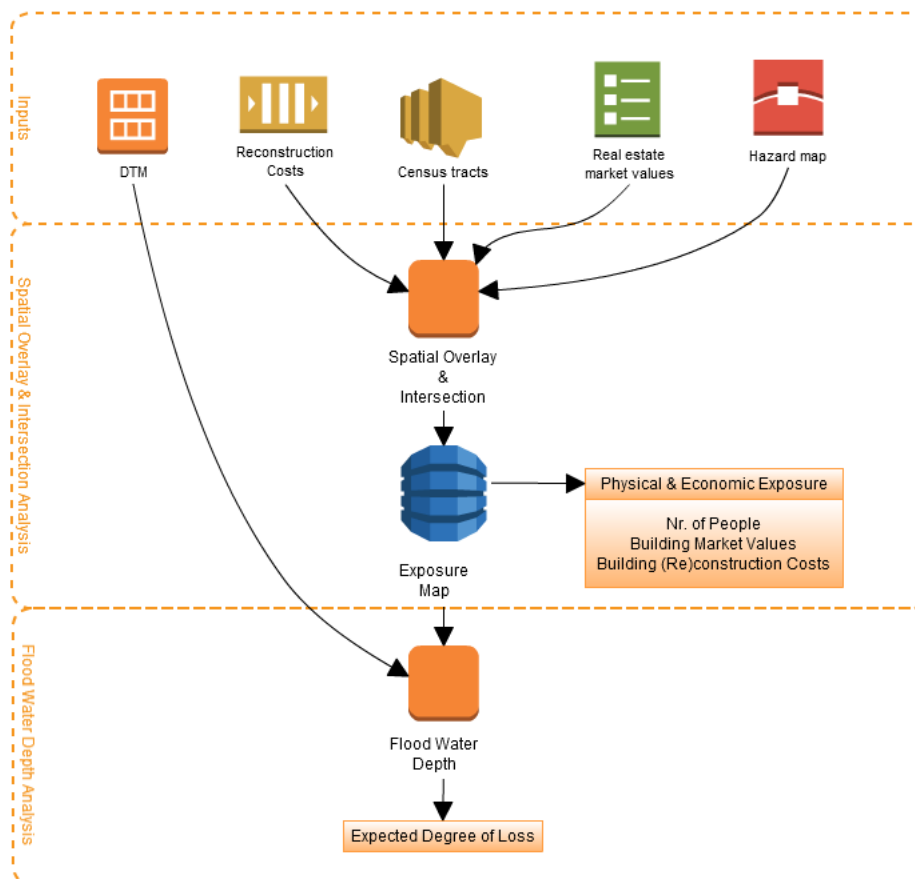 Inputs
DTM
Reconstruction
Costs
Census tracts
Real estate
market values
Hazard map
Spatial Overlay & Intersection Analysis
Spatial Overlay
&
Intersection
Exposure
Map
Physical & Economic Exposure
Nr. of People
Building Market Values
Building (Re)construction Costs
Flood Water Depth Analysis
Flood Water
Depth
Expected Degree of Loss